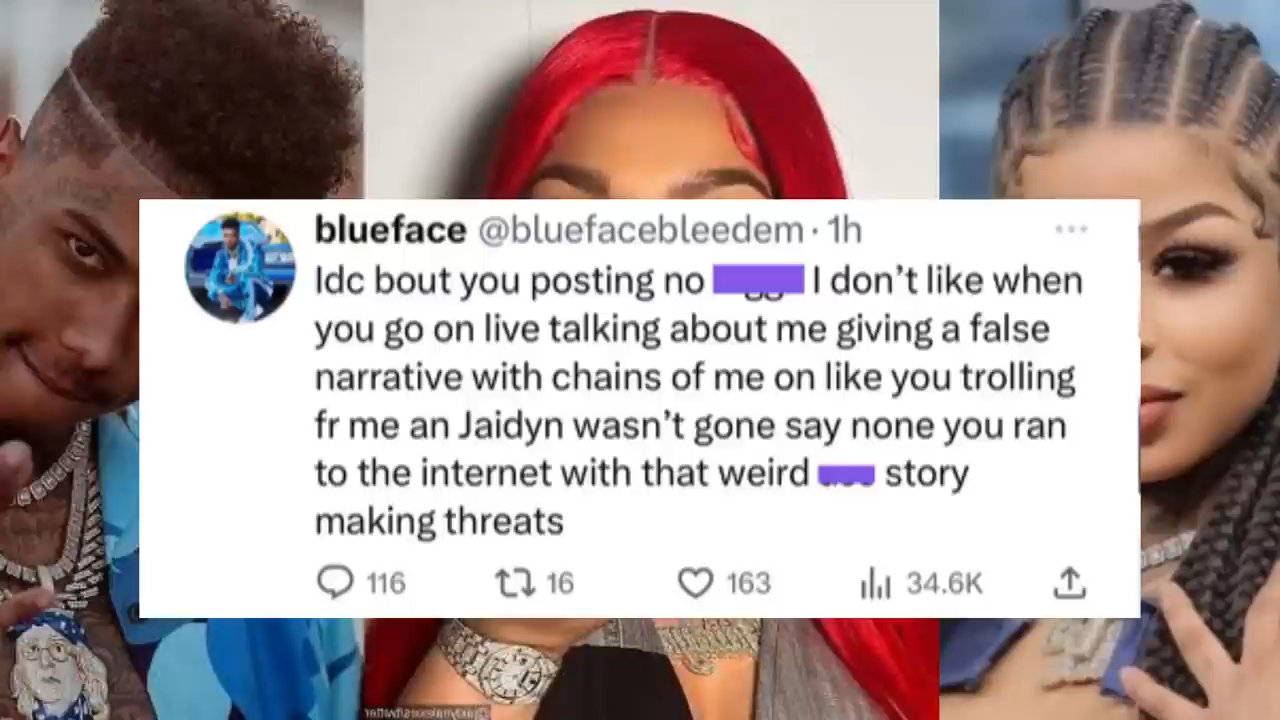 blueface @bluefacebleedem · 1h
Idc bout you posting no I don't like when
you go on live talking about me giving a false
narrative with chains of me on like you trolling
fr me an Jaidyn wasn't gone say none you ran
to the internet with that weird story
making threats
116 16 163 34.6K